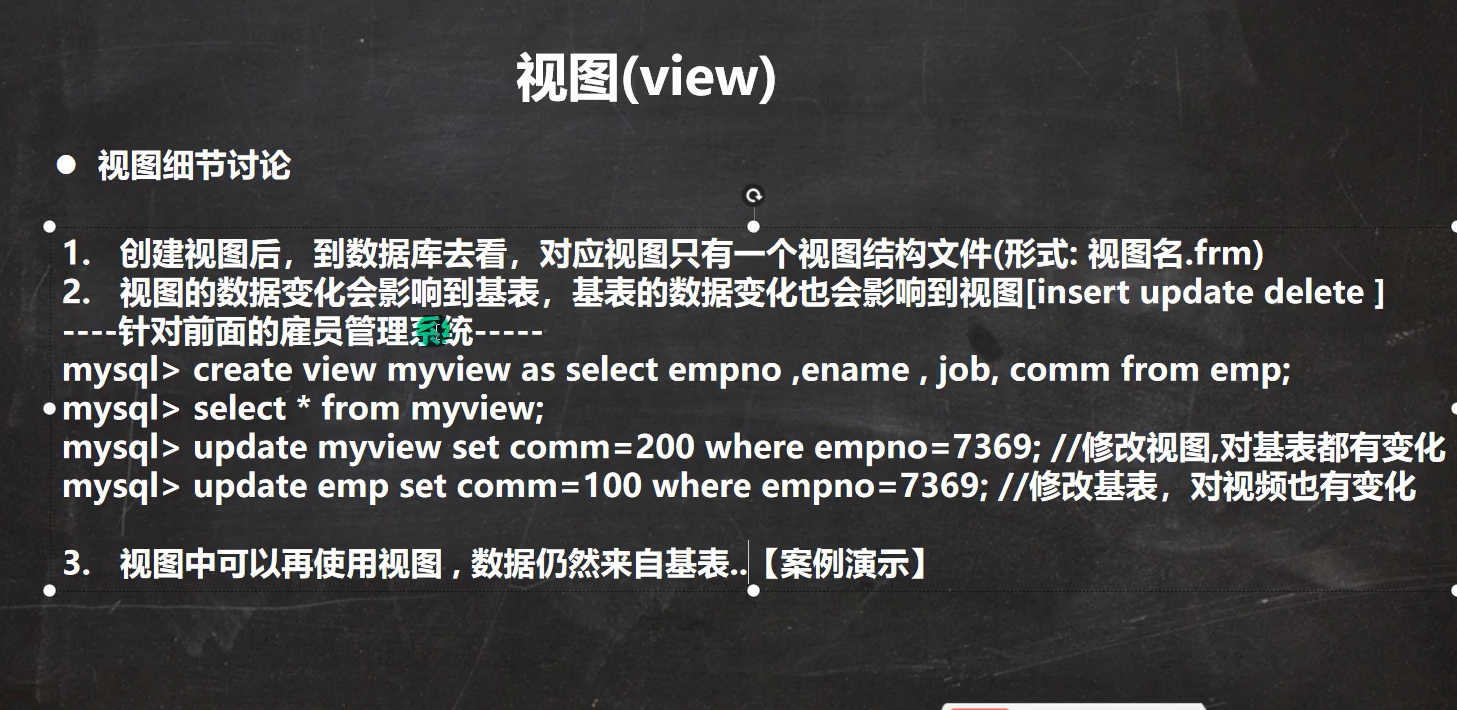 视图(view)
● 视图细节讨论
1. 创建视图后，到数据库去看，对应视图只有一个视图结构文件(形式: 视图名.frm)
2. 视图的数据变化会影响到基表，基表的数据变化也会影响到视图[insert update delete ]
----针对前面的雇员管理系统-----
mysql> create view myview as select empno ,ename , job, comm from emp;
mysql> select * from myview;
mysql> update myview set comm=200 where empno=7369; //修改视图,对基表都有变化
mysql> update emp set comm=100 where empno=7369; //修改基表，对视频也有变化
3. 视图中可以再使用视图 , 数据仍然来自基表..【案例演示】